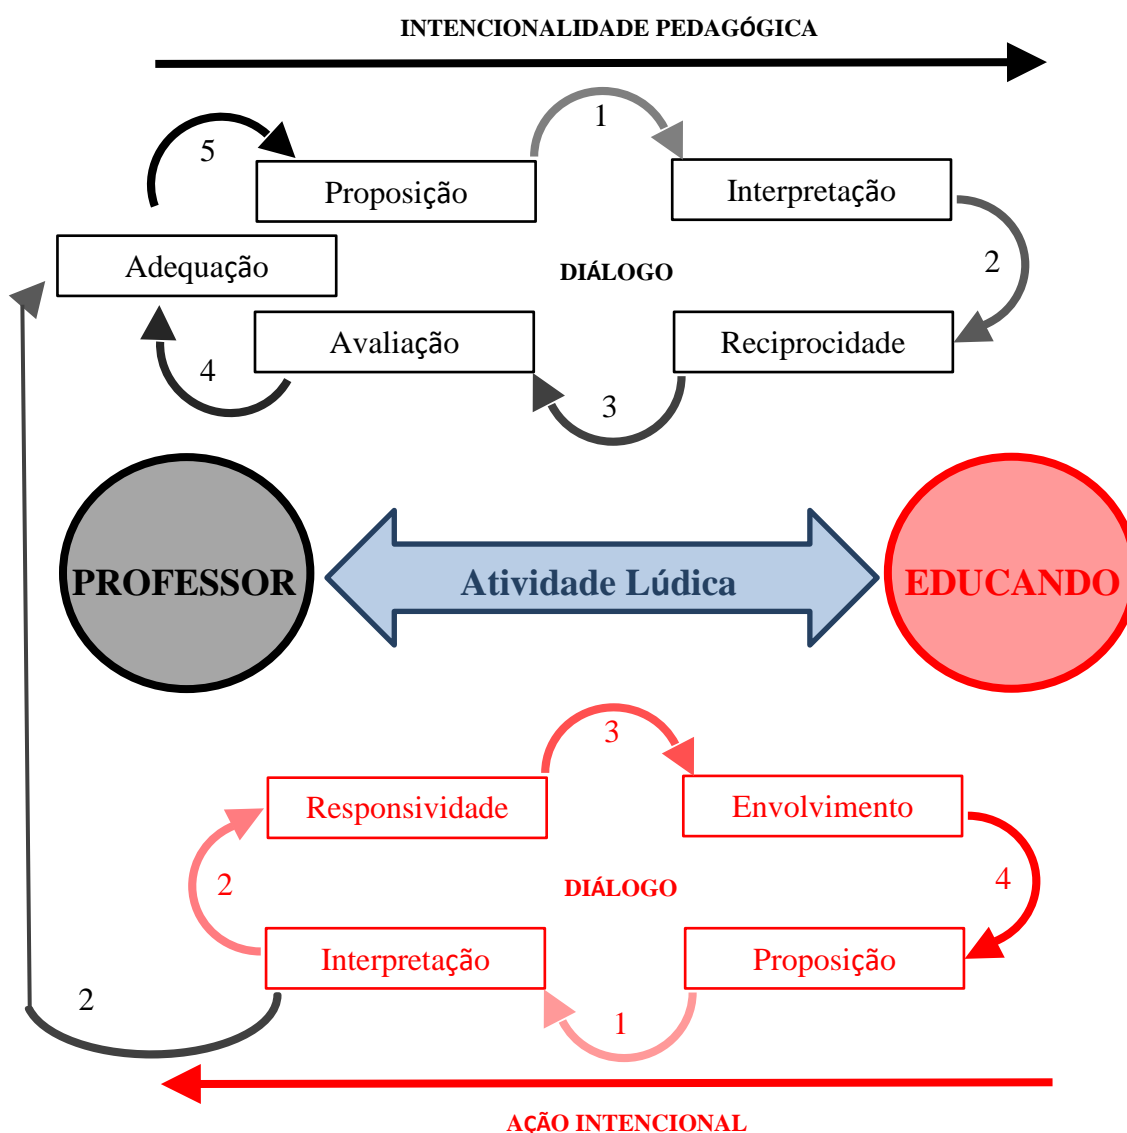 INTENCIONALIDADE PEDAGÓGICA
1
5
Proposição
Interpretação
Adequação
DIÁLOGO
2
Avaliação
Reciprocidade
4
3
PROFESSOR
Atividade Lúdica
EDUCANDO
3
Responsividade
Envolvimento
2
DIÁLOGO
4
Interpretação
Proposição
2
1
AÇÃO INTENCIONAL